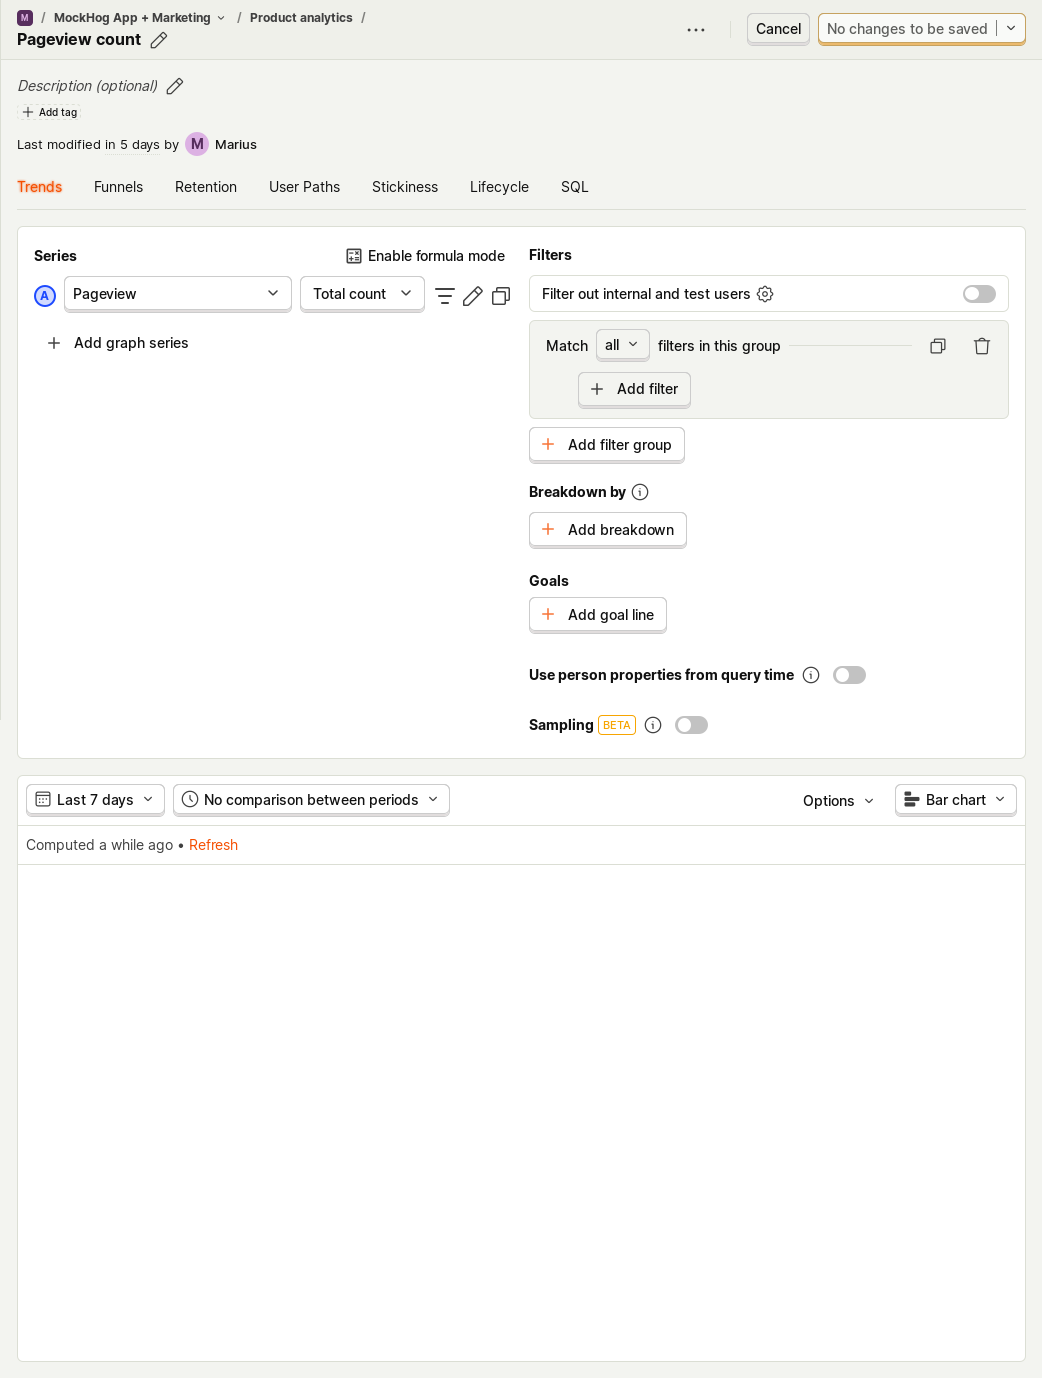 M / MockHog App + Marketing / Product analytics /
Pageview count
Cancel
No changes to be saved
Description (optional)
Add tag
Last modified in 5 days by M Marius
Trends Funnels Retention User Paths Stickiness Lifecycle SQL
Series
Enable formula mode
A Pageview Total count
Add graph series
Filters
Filter out internal and test users
Match all filters in this group
Add filter
Add filter group
Breakdown by
Add breakdown
Goals
Add goal line
Use person properties from query time
Sampling BETA
Last 7 days No comparison between periods Options Bar chart
Computed a while ago • Refresh